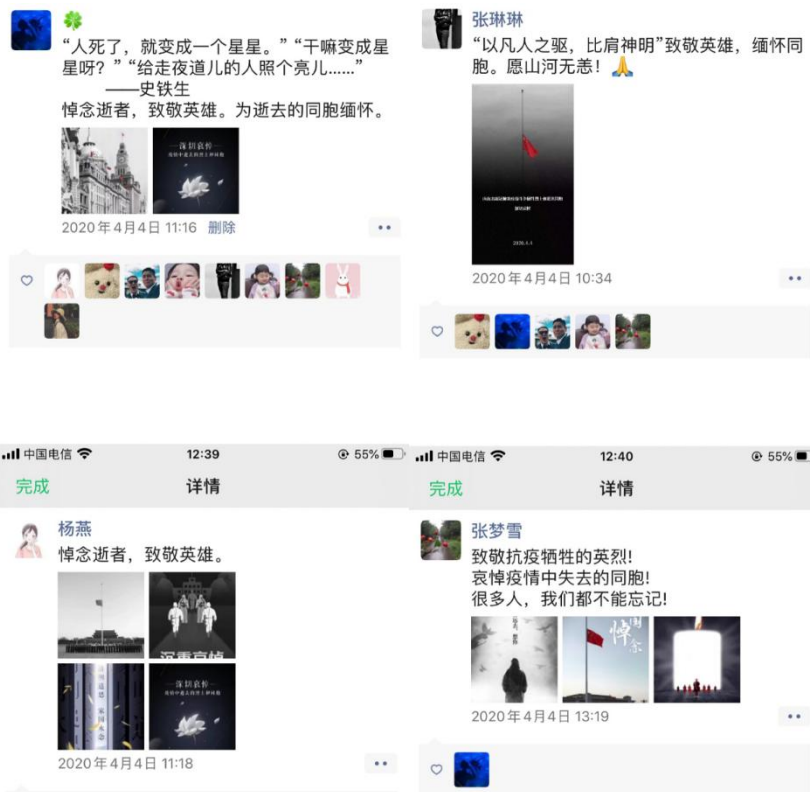 “人死了，就变成一个星星。”“干嘛变成星
星呀？”“给走夜道儿的人照个亮儿……”
——史铁生
悼念逝者，致敬英雄。为逝去的同胞缅怀。
深切哀悼
2020年4月4日 11:16 删除
张琳琳
“以凡人之驱，比肩神明”致敬英雄，缅怀同
胞。愿山河无恙！
2020.4.4
2020年4月4日 10:34
中国电信
12:39
55%
完成
详情
杨燕
悼念逝者，致敬英雄。
沉重哀悼
深切哀悼
2020年4月4日 11:18
中国电信
12:40
55%
完成
详情
张梦雪
致敬抗疫牺牲的英烈!
哀悼疫情中失去的同胞!
很多人，我们都不能忘记!
2020年4月4日 13:19